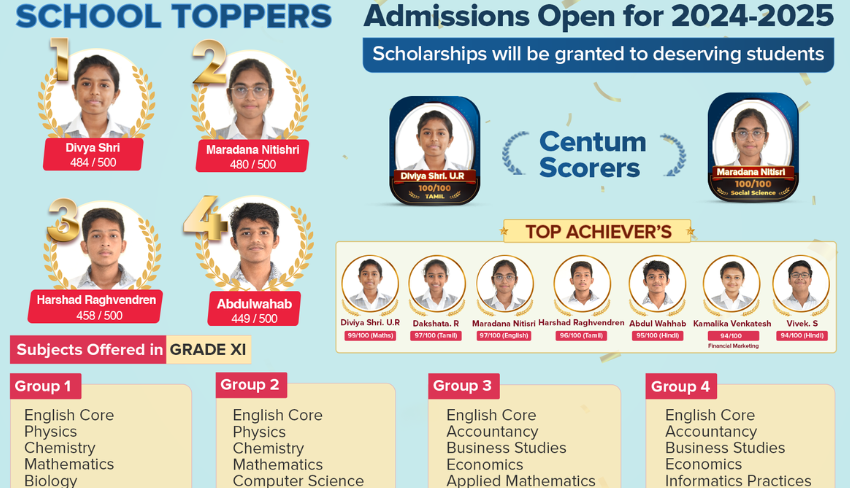 SCHOOL TOPPERS
1
Divya Shri
484 / 500
2
Maradana Nitishri
480 / 500
3
Harshad Raghvendren
458 / 500
4
Abdulwahab
449 / 500
Admissions Open for 2024-2025
Scholarships will be granted to deserving students
Diviya Shri. U.R
100/100
TAMIL
Centum
Scorers
Maradana Nitisri
100/100
Social Science
TOP ACHIEVER'S
Diviya Shri. U.R
99/100 (Maths)
Dakshata. R
97/100 (Tamil)
Maradana Nitisri
97/100 (English)
Harshad Raghvendren
96/100 (Tamil)
Abdul Wahhab
95/100 (Hindi)
Kamalika Venkatesh
94/100
Financial Marketing
Vivek. S
94/100 (Hindi)
Subjects Offered in GRADE XI
Group 1
English Core
Physics
Chemistry
Mathematics
Biology
Group 2
English Core
Physics
Chemistry
Mathematics
Computer Science
Group 3
English Core
Accountancy
Business Studies
Economics
Applied Mathematics
Group 4
English Core
Accountancy
Business Studies
Economics
Informatics Practices